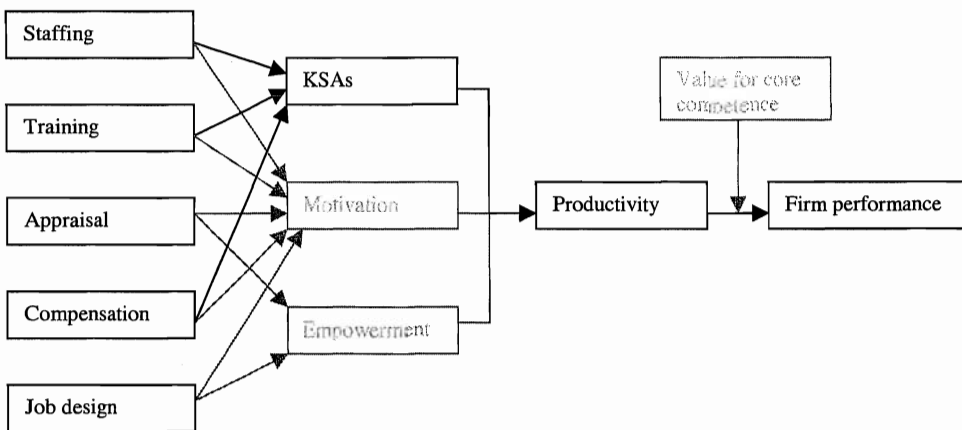 Staffing
Training
Appraisal
Compensation
Job design
KSAs
Motivation
Empowerment
Productivity
Value for core
competence
Firm performance